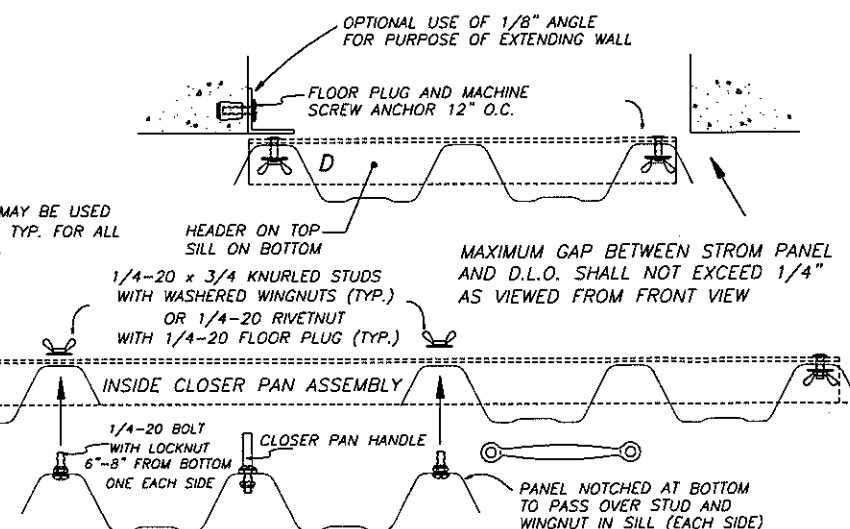 OPTIONAL USE OF 1/8" ANGLE
FOR PURPOSE OF EXTENDING WALL
FLOOR PLUG AND MACHINE
SCREW ANCHOR 12" O.C.
D
MAY BE USED
TYP. FOR ALL
HEADER ON TOP
SILL ON BOTTOM
MAXIMUM GAP BETWEEN STROM PANEL
AND D.L.O. SHALL NOT EXCEED 1/4"
AS VIEWED FROM FRONT VIEW
1/4-20 x 3/4 KNURLED STUDS
WITH WASHERED WINGNUTS (TYP.)
OR 1/4-20 RIVETNUT
WITH 1/4-20 FLOOR PLUG (TYP.)
INSIDE CLOSER PAN ASSEMBLY
1/4-20 BOLT
WITH LOCKNUT
6"-8" FROM BOTTOM
ONE EACH SIDE
CLOSER PAN HANDLE
PANEL NOTCHED AT BOTTOM
TO PASS OVER STUD AND
WINGNUT IN SILL (EACH SIDE)